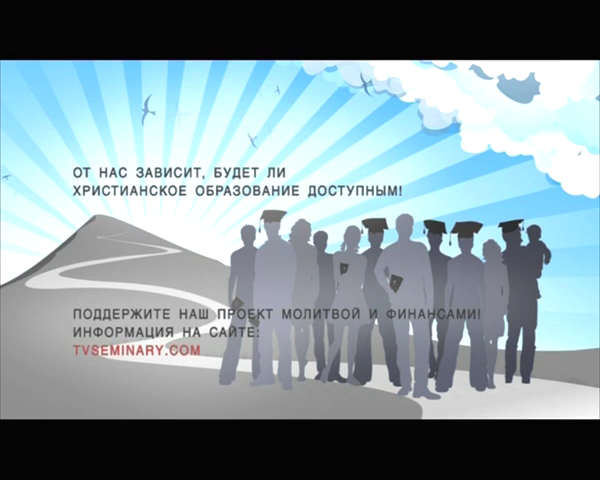 ОТ НАС ЗАВИСИТ, БУДЕТ ЛИ
ХРИСТИАНСКОЕ ОБРАЗОВАНИЕ ДОСТУПНЫМ!
ПОДДЕРЖИТЕ НАШ ПРОЕКТ МОЛИТВОЙ И ФИНАНСАМИ!
ИНФОРМАЦИЯ НА САЙТЕ:
TVSEMINARY.COM